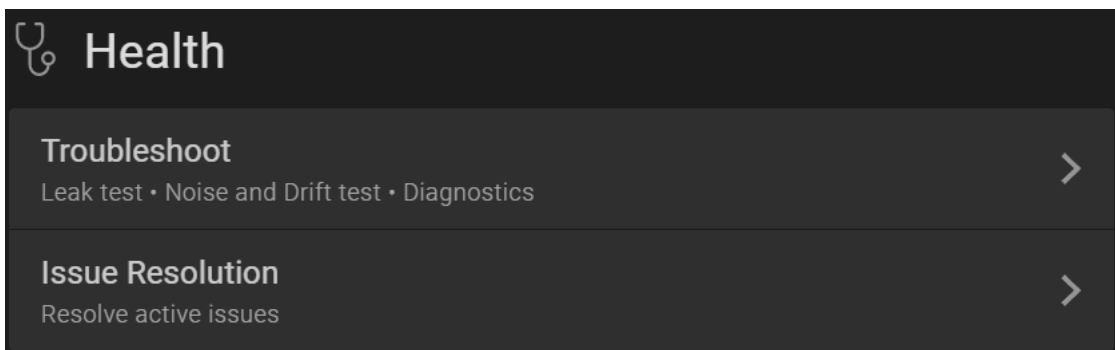 Health
Troubleshoot
Leak test • Noise and Drift test • Diagnostics
Issue Resolution
Resolve active issues